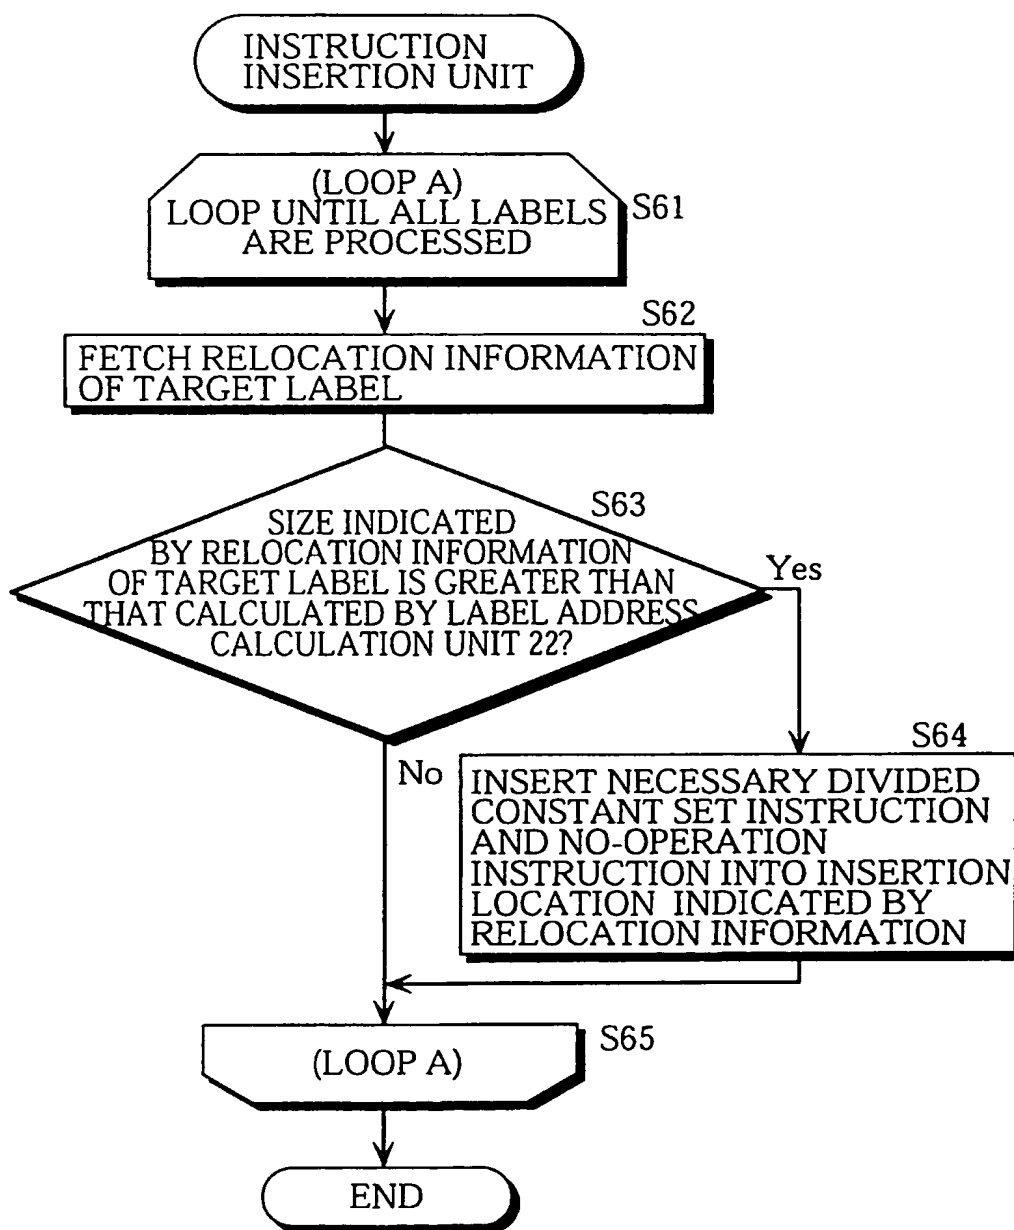 INSTRUCTION
INSERTION UNIT
(LOOP A)
LOOP UNTIL ALL LABELS
ARE PROCESSED
S61
S62
FETCH RELOCATION INFORMATION
OF TARGET LABEL
S63
SIZE INDICATED
BY RELOCATION INFORMATION
OF TARGET LABEL IS GREATER THAN
THAT CALCULATED BY LABEL ADDRESS
CALCULATION UNIT 22?
Yes
No
S64
INSERT NECESSARY DIVIDED
CONSTANT SET INSTRUCTION
AND NO-OPERATION
INSTRUCTION INTO INSERTION
LOCATION INDICATED BY
RELOCATION INFORMATION
S65
(LOOP A)
END